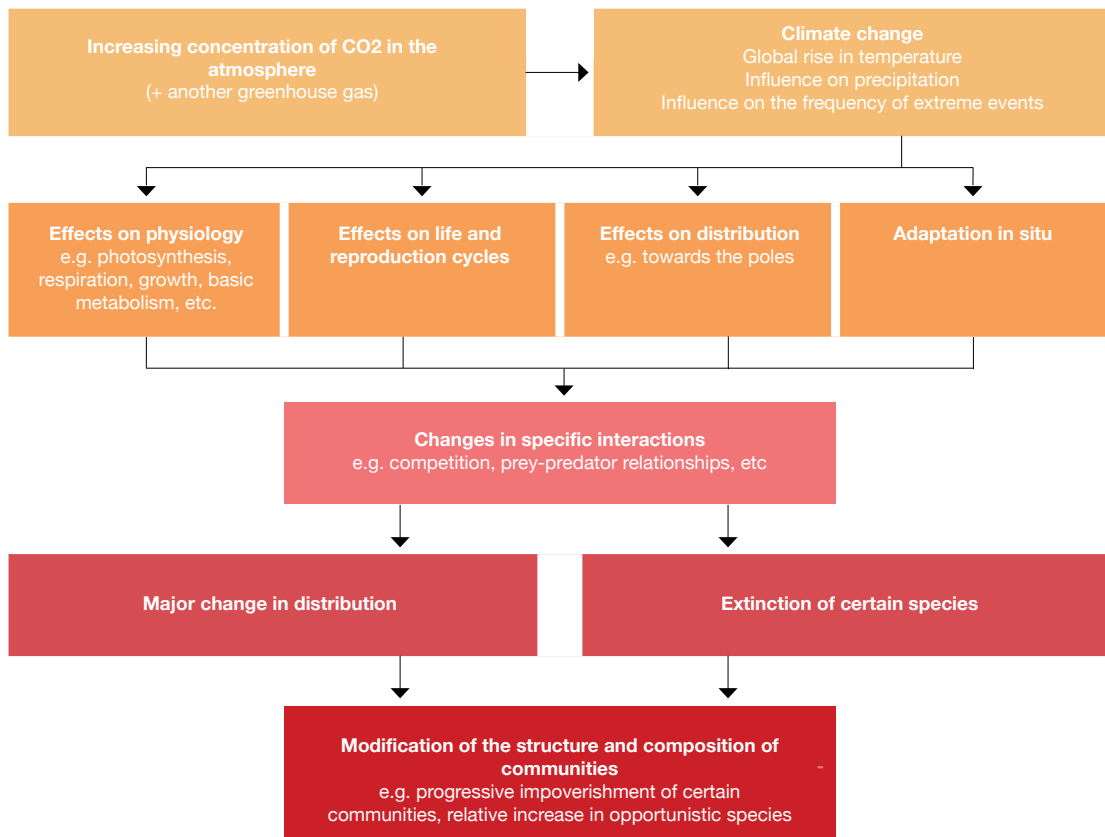 Increasing concentration of CO2 in the
atmosphere
(+ another greenhouse gas)
Climate change
Global rise in temperature
Influence on precipitation
Influence on the frequency of extreme events
Effects on physiology
e.g. photosynthesis,
respiration, growth, basic
metabolism, etc.
Effects on life and
reproduction cycles
Effects on distribution
e.g. towards the poles
Adaptation in situ
Changes in specific interactions
e.g. competition, prey-predator relationships, etc
Major change in distribution
Extinction of certain species
Modification of the structure and composition of
communities
e.g. progressive impoverishment of certain
communities, relative increase in opportunistic species